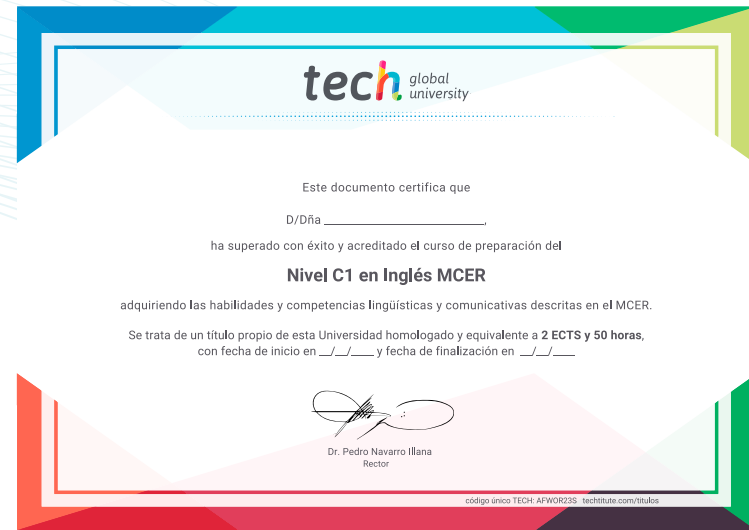 tech global
university
Este documento certifica que
D/Dña ____________________,
ha superado con éxito y acreditado el curso de preparación del
Nivel C1 en Inglés MCER
adquiriendo las habilidades y competencias lingüísticas y comunicativas descritas en el MCER.
Se trata de un título propio de esta Universidad homologado y equivalente a 2 ECTS y 50 horas,
con fecha de inicio en __/__/____ y fecha de finalización en __/__/____
Dr. Pedro Navarro Illana
Rector
código único TECH: AFWOR23S techtitute.com/titulos